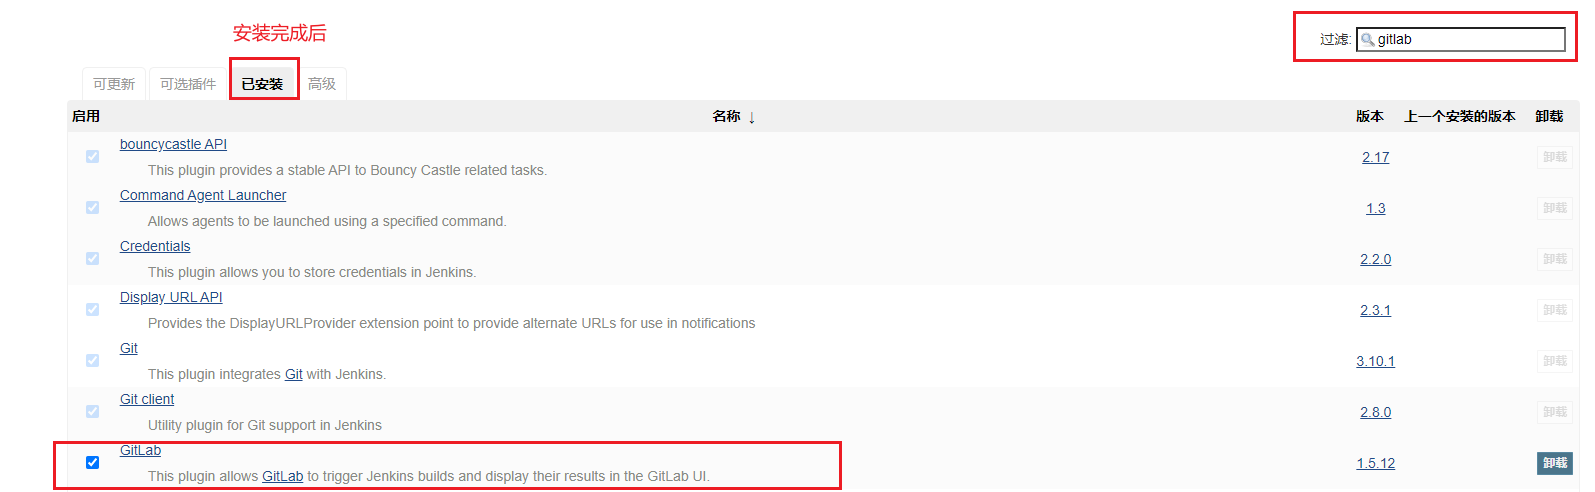 安装完成后
过滤: gitlab
可更新 可选插件 已安装 高级
启用 名称 ↓ 版本 上一个安装的版本 卸载
bouncycastle API
This plugin provides a stable API to Bouncy Castle related tasks.
2.17 卸载
Command Agent Launcher
Allows agents to be launched using a specified command.
1.3 卸载
Credentials
This plugin allows you to store credentials in Jenkins.
2.2.0 卸载
Display URL API
Provides the DisplayURLProvider extension point to provide alternate URLs for use in notifications
2.3.1 卸载
Git
This plugin integrates Git with Jenkins.
3.10.1 卸载
Git client
Utility plugin for Git support in Jenkins
2.8.0 卸载
GitLab
This plugin allows GitLab to trigger Jenkins builds and display their results in the GitLab UI.
1.5.12 卸载